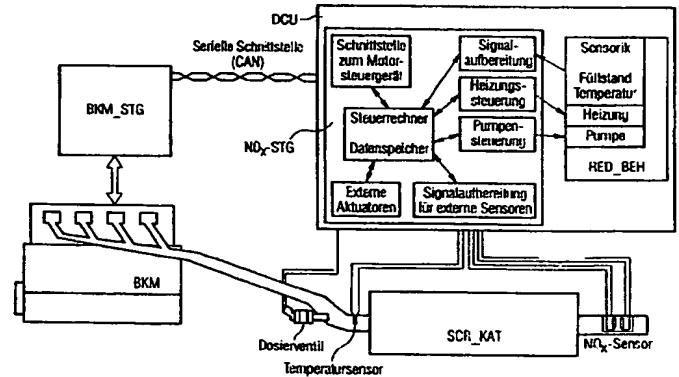 DCU
Serielle Schnittstelle
(CAN)
BKM_STG
NOx-STG
Schnittstelle
zum Motor-
steuergerät
Signal-
aufbereitung
Heizungs-
steuerung
Steuerrechner
Datenspeicher
Pumpen-
steuerung
Externe
Aktuatoren
Signalaufbereitung
für externe Sensoren
Sensorik
Füllstand
Temperatur
Heizung
Pumpe
RED_BEH
BKM
Dosierventil
Temperatursensor
SCR_KAT
NOx-Sensor